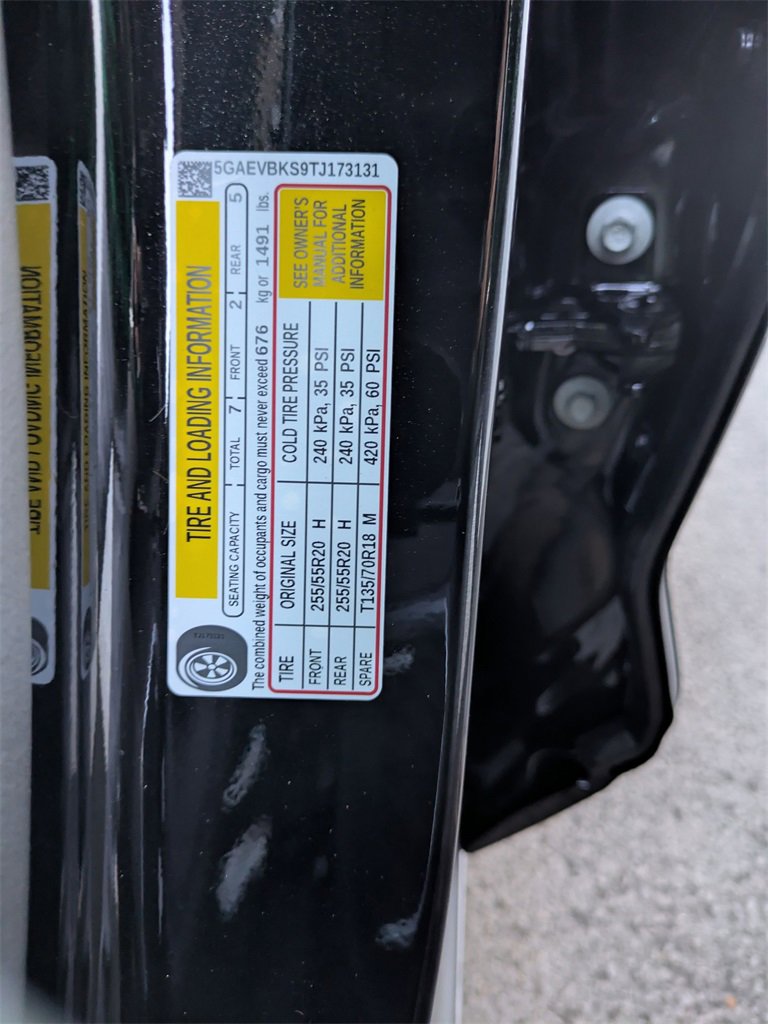 5GAEVBKS9TJ173131
TIRE AND LOADING INFORMATION
SEATING CAPACITY TOTAL 7 FRONT 2 REAR 5
The combined weight of occupants and cargo must never exceed 676 kg or 1491 lbs.
TIRE ORIGINAL SIZE COLD TIRE PRESSURE
FRONT 255/55R20 H 240 kPa, 35 PSI
REAR 255/55R20 H 240 kPa, 35 PSI
SPARE T135/70R18 M 420 kPa, 60 PSI
SEE OWNER'S
MANUAL FOR
ADDITIONAL
INFORMATION
TJ173131